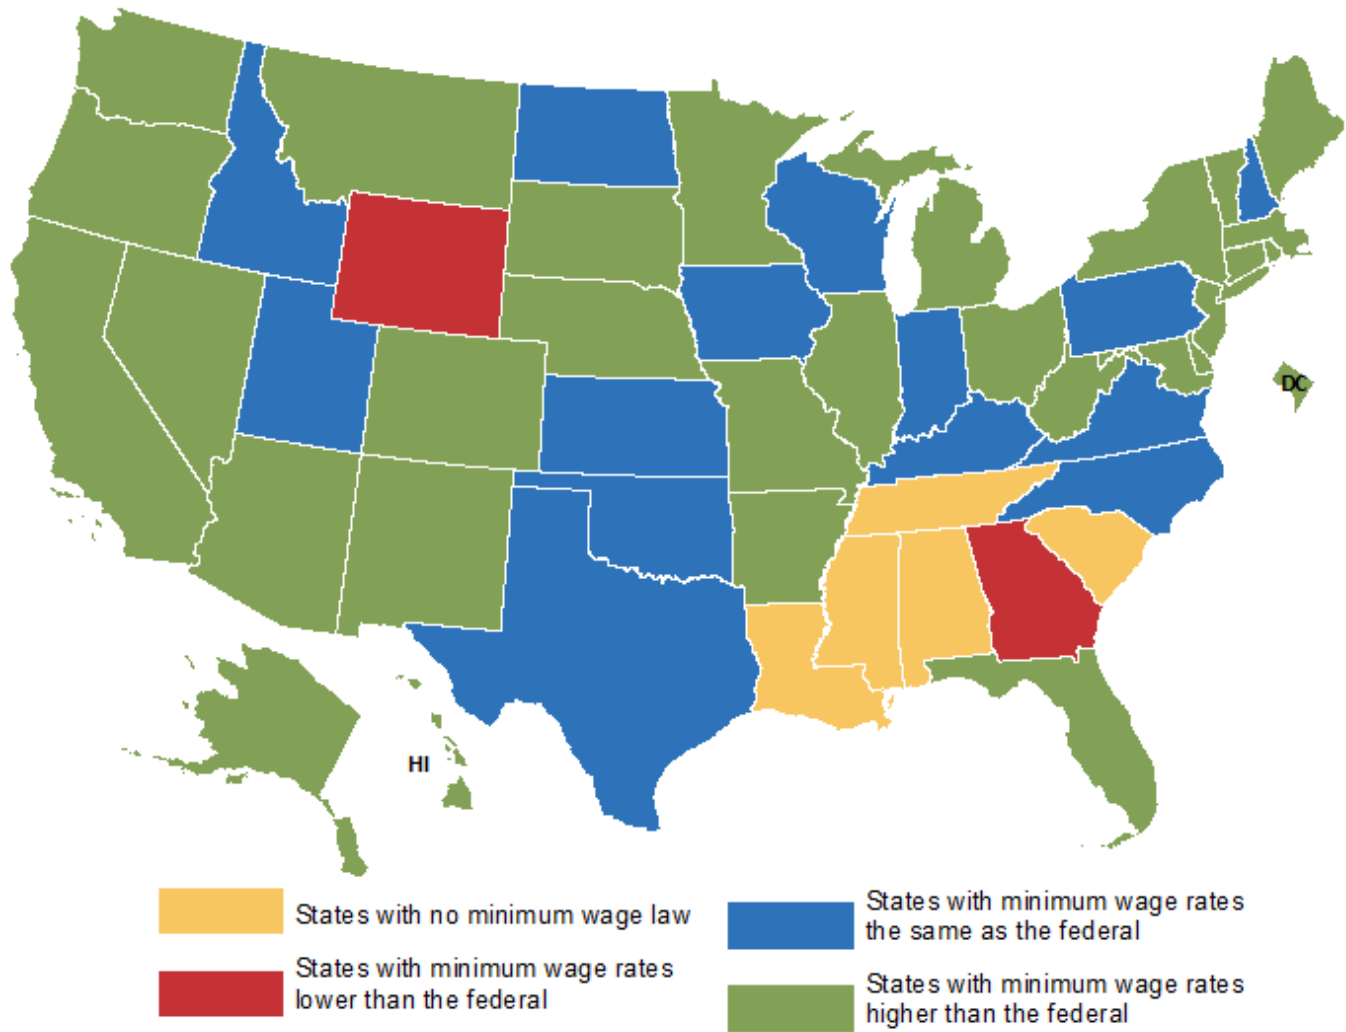 DC
HI
States with no minimum wage law
States with minimum wage rates
lower than the federal
States with minimum wage rates
the same as the federal
States with minimum wage rates
higher than the federal